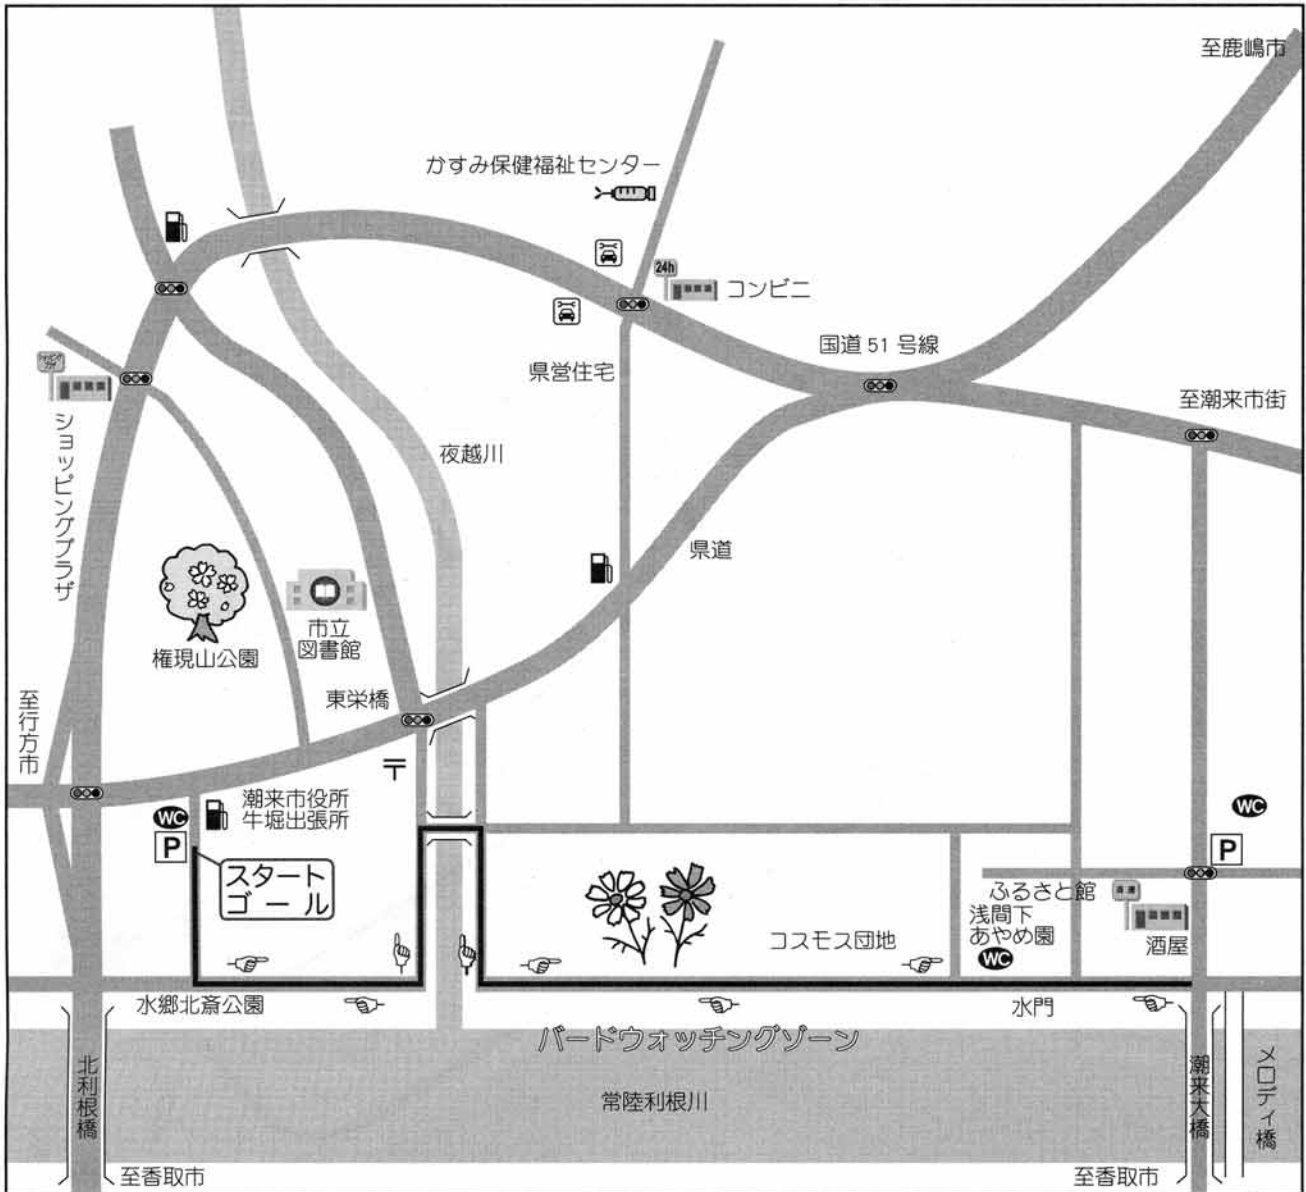 至鹿嶋市
かすみ保健福祉センター
24h
コンビニ
国道 51 号線
県営住宅
至潮来市街
ショッピングプラザ
夜越川
県道
権現山公園
市立
図書館
東栄橋
至行方市
〒
潮来市役所
牛堀出張所
WC
P
スタート
ゴール
WC
P
ふるさと館
浅間下
あやめ園
WC
酒屋
コスモス団地
水郷北斎公園
水門
バードウォッチングゾーン
北利根橋
常陸利根川
潮来大橋
メロディ橋
至香取市
至香取市